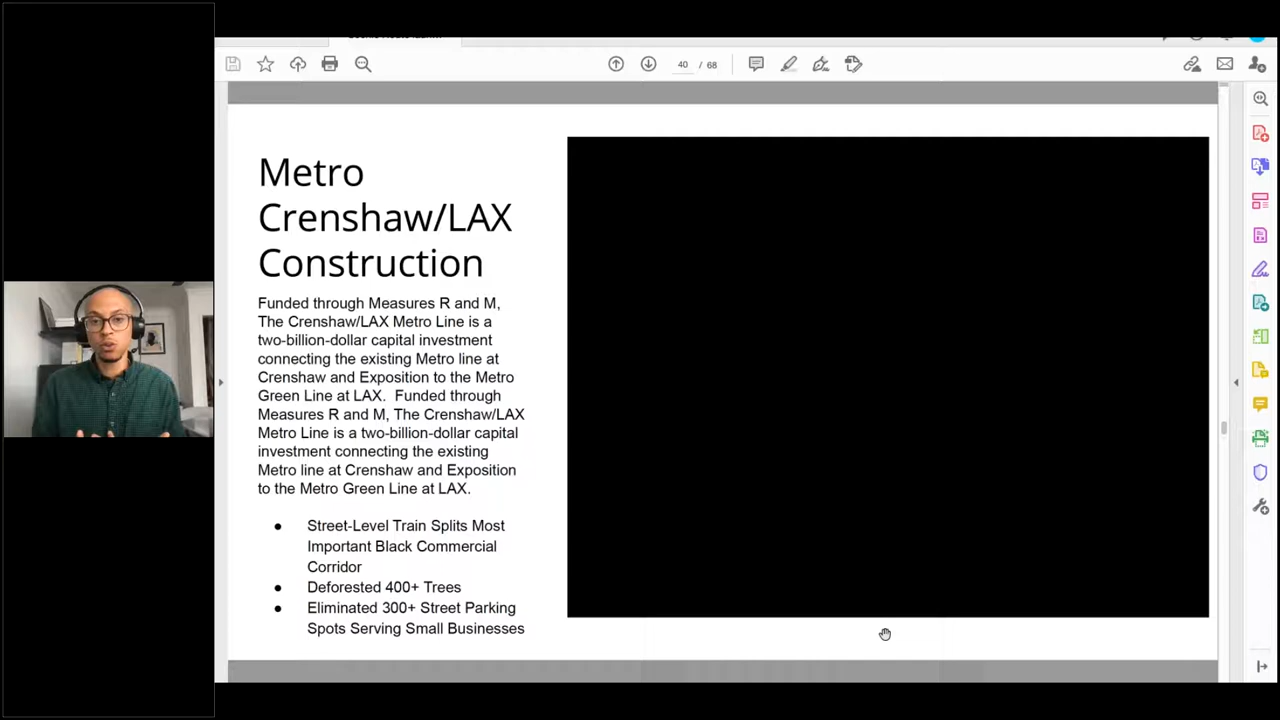 40 / 68
Metro
Crenshaw/LAX
Construction
Funded through Measures R and M,
The Crenshaw/LAX Metro Line is a
two-billion-dollar capital investment
connecting the existing Metro line at
Crenshaw and Exposition to the Metro
Green Line at LAX.  Funded through
Measures R and M, The Crenshaw/LAX
Metro Line is a two-billion-dollar capital
investment connecting the existing
Metro line at Crenshaw and Exposition
to the Metro Green Line at LAX.
● Street-Level Train Splits Most
Important Black Commercial
Corridor
● Deforested 400+ Trees
● Eliminated 300+ Street Parking
Spots Serving Small Businesses